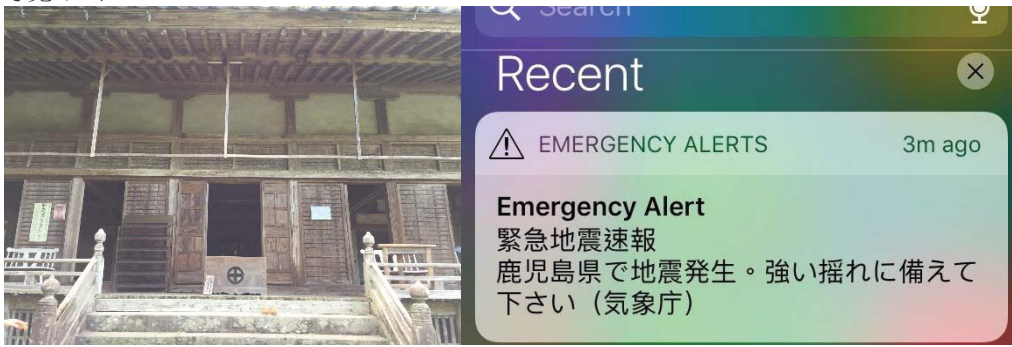 Search
Recent
EMERGENCY ALERTS
3m ago
Emergency Alert
緊急地震速報
鹿児島県で地震発生。強い揺れに備えて
下さい（気象庁）